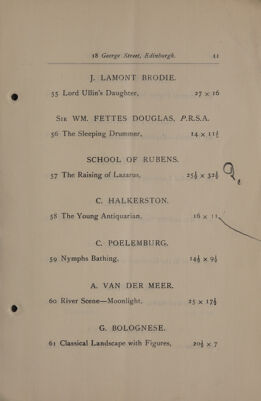 18 George Street, Edinburgh. 11
J. LAMONT BRODIE.
55 Lord Ullin's Daughter, 27 x 16
SIR WM. FETTES DOUGLAS, P.R.S.A.
56 The Sleeping Drummer, 14 x 11½
SCHOOL OF RUBENS.
57 The Raising of Lazarus, 25½ x 32½
C. HALKERSTON.
58 The Young Antiquarian, 16 x 11
C. POELEMBURG.
59 Nymphs Bathing, 14½ x 9½
A. VAN DER MEER.
60 River Scene—Moonlight, 25 x 17½
G. BOLOGNESE.
61 Classical Landscape with Figures, 20½ x 7